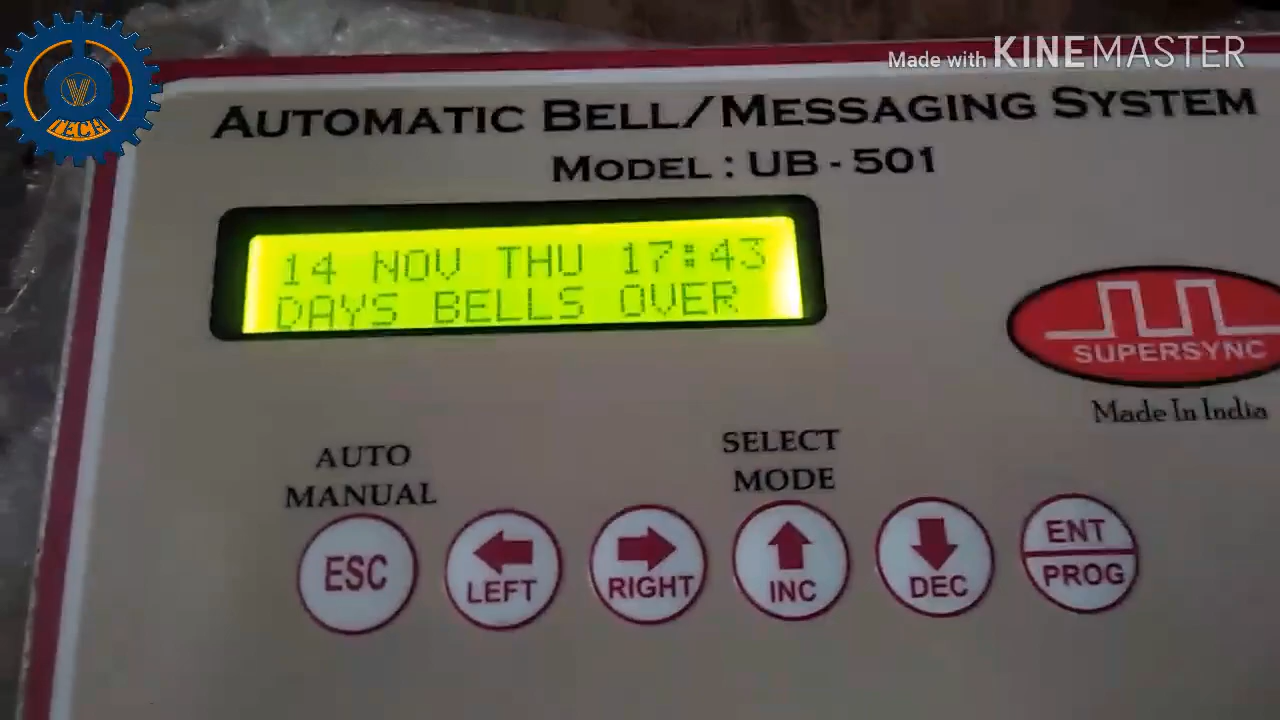 Made with KINEMASTER
V
TECH
AUTOMATIC BELL/MESSAGING SYSTEM
MODEL : UB - 501
14 NOV THU 17:43
DAYS BELLS OVER
SUPERSYNC
Made In India
AUTO
MANUAL
SELECT
MODE
ESC
LEFT
RIGHT
INC
DEC
ENT
PROG